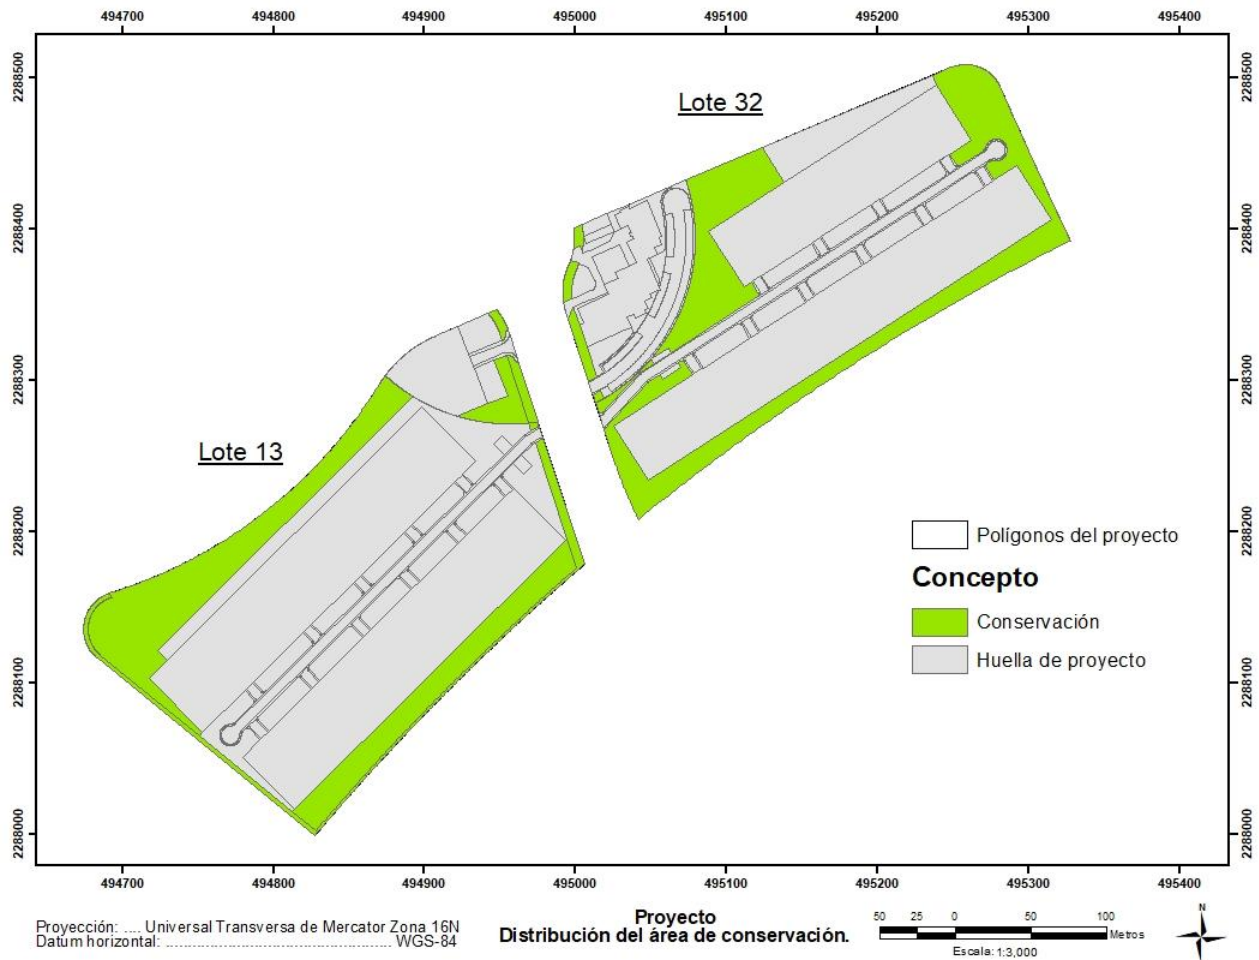 494700 494800 494900 495000 495100 495200 495300 495400
2288500 2288500
Lote 32
2288400 2288400
2288300 2288300
Lote 13
2288200 2288200
Polígonos del proyecto
Concepto
Conservación
Huella de proyecto
2288100 2288100
2288000 2288000
494700 494800 494900 495000 495100 495200 495300 495400
Proyección: .... Universal Transversa de Mercator Zona 16N
Datum horizontal: ................................................ WGS-84
Proyecto
Distribución del área de conservación.
50 25 0 50 100
Metros
Escala: 1:3,000
N